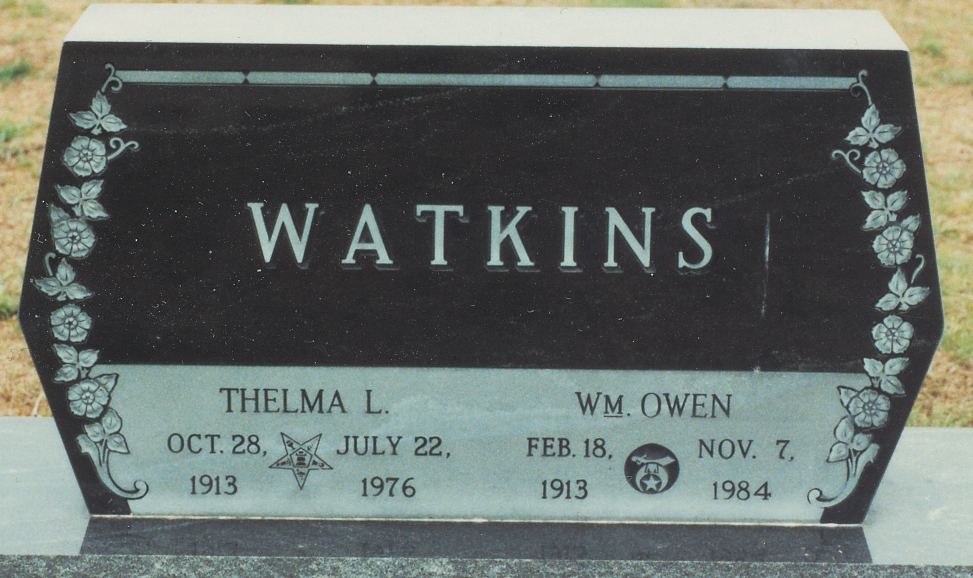 WATKINS
THELMA L.
OCT. 28, JULY 22,
1913 1976
WM. OWEN
FEB. 18, NOV. 7,
1913 1984